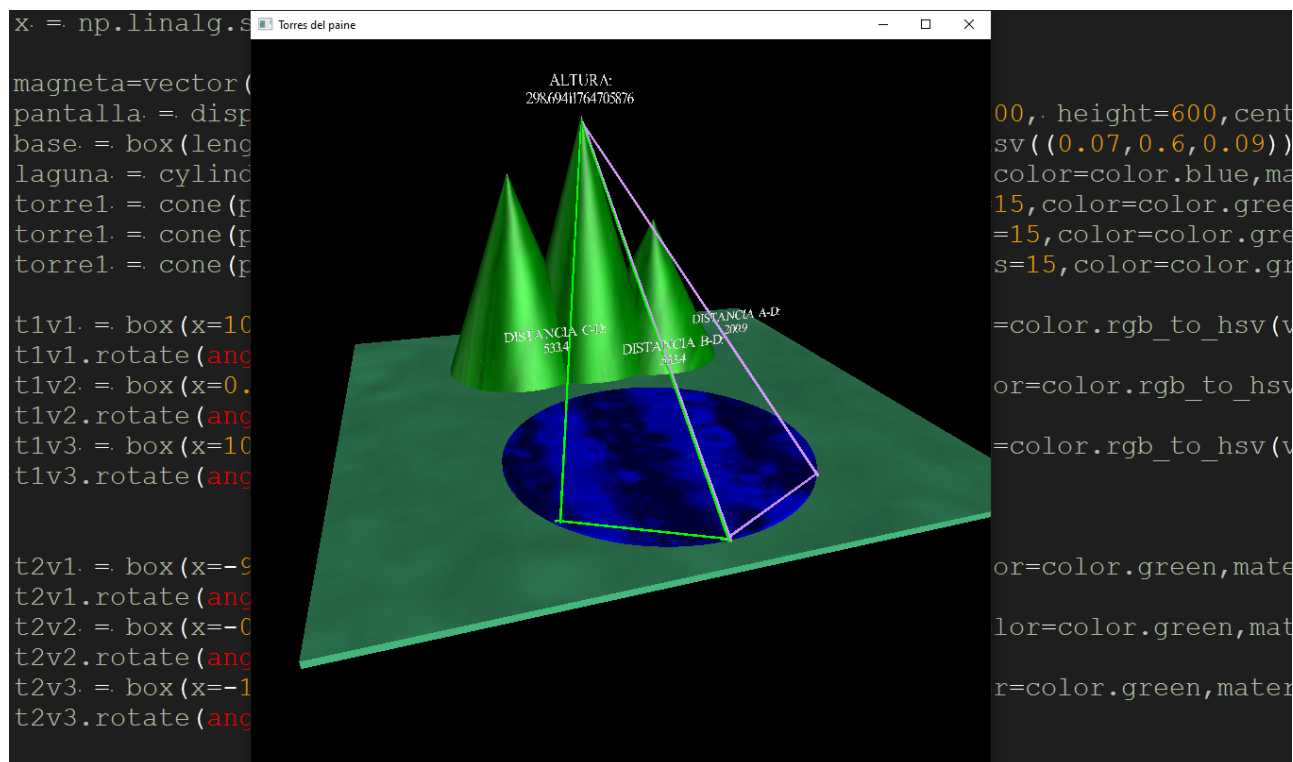 x = np.linalg.s
Torres del paine
magneta=vector(
pantalla = disp
00, height=600,cent
base = box(leng
sv((0.07,0.6,0.09))
laguna = cylind
color=color.blue,ma
torre1 = cone(p
15,color=color.gree
torre1 = cone(p
=15,color=color.gre
torre1 = cone(p
s=15,color=color.gr
t1v1 = box(x=10
=color.rgb_to_hsv(v
t1v1.rotate(ang
t1v2 = box(x=0.
or=color.rgb_to_hsv
t1v2.rotate(ang
t1v3 = box(x=10
=color.rgb_to_hsv(v
t1v3.rotate(ang
t2v1 = box(x=-9
or=color.green,mate
t2v1.rotate(ang
t2v2 = box(x=-0
lor=color.green,mat
t2v2.rotate(ang
t2v3 = box(x=-1
r=color.green,mater
t2v3.rotate(ang
ALTURA:
298.69411764705876
DISTANCIA A-D:
200.9
DISTANCIA C-D:
533.4
DISTANCIA B-D: